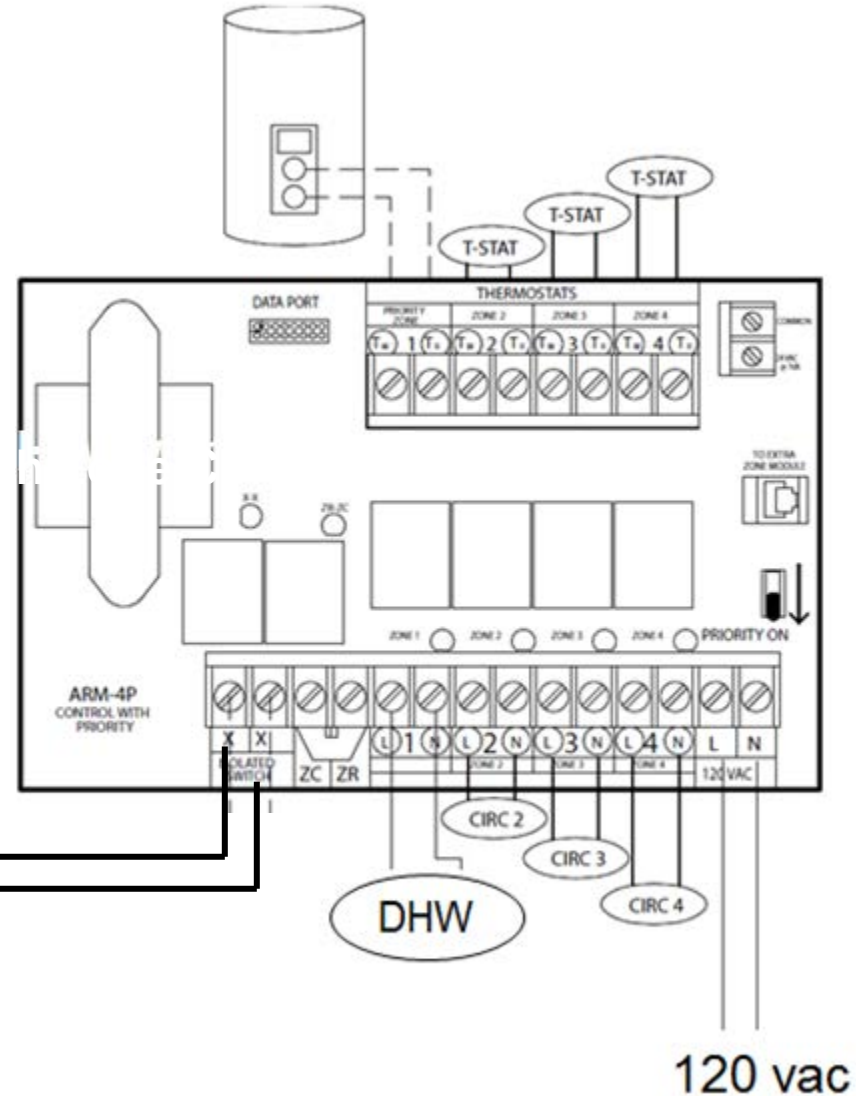 T-STAT
T-STAT
T-STAT
DATA PORT
THERMOSTATS
PRIORITY ZONE
ZONE 2
ZONE 3
ZONE 4
1 2 3 4
COMMON
TO EXTRA
ZONE MODULE
X-X
ZR-ZC
ZONE 1 ZONE 2 ZONE 3 ZONE 4 PRIORITY ON
ARM-4P
CONTROL WITH
PRIORITY
X X
ISOLATED
SWITCH
ZC ZR
L 1 N L 2 N L 3 N L 4 N L N
ZONE 2 ZONE 3 ZONE 4 120 VAC
CIRC 2
CIRC 3
CIRC 4
DHW
120 vac